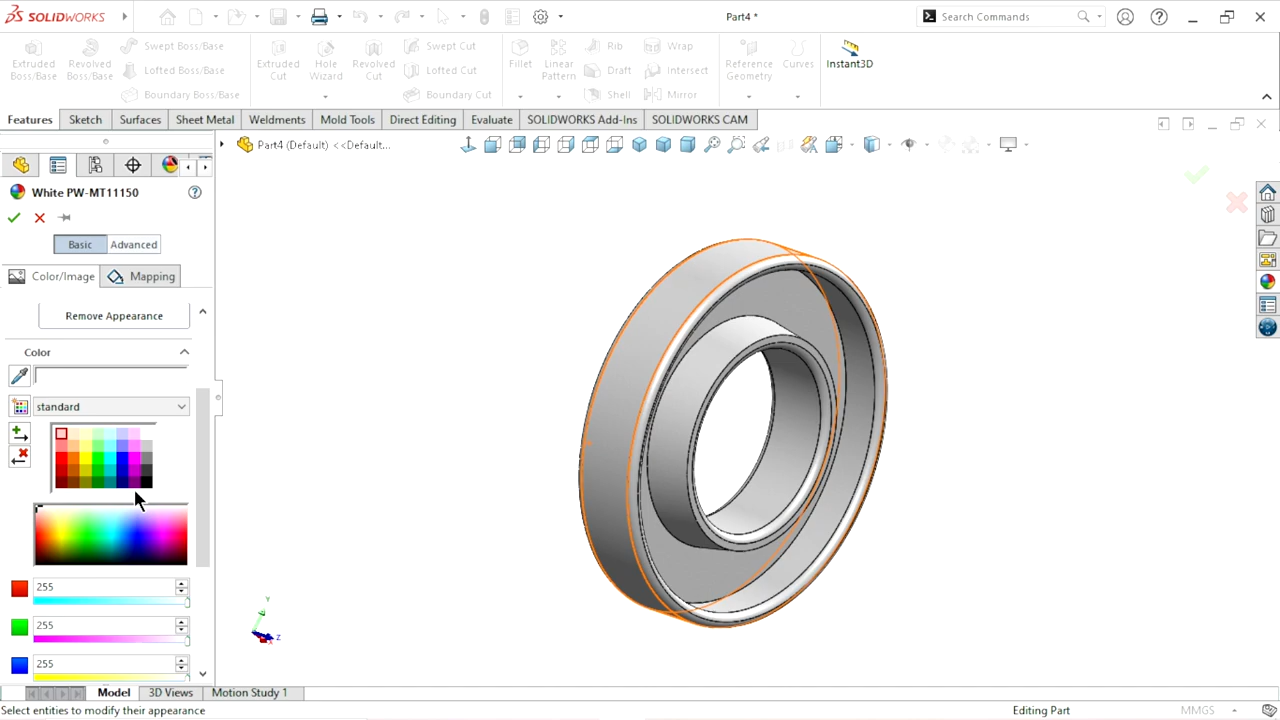 SOLIDWORKS
Part4 *
Search Commands
Extruded Boss/Base
Revolved Boss/Base
Swept Boss/Base
Lofted Boss/Base
Boundary Boss/Base
Extruded Cut
Hole Wizard
Revolved Cut
Swept Cut
Lofted Cut
Boundary Cut
Fillet
Linear Pattern
Rib
Draft
Shell
Wrap
Intersect
Mirror
Reference Geometry
Curves
Instant3D
Features Sketch Surfaces Sheet Metal Weldments Mold Tools Direct Editing Evaluate SOLIDWORKS Add-Ins SOLIDWORKS CAM
Part4 (Default) <<Default...
White PW-MT11150
Basic Advanced
Color/Image Mapping
Remove Appearance
Color
standard
255
255
255
Y
Z
X
Model 3D Views Motion Study 1
Select entities to modify their appearance
Editing Part
MMGS